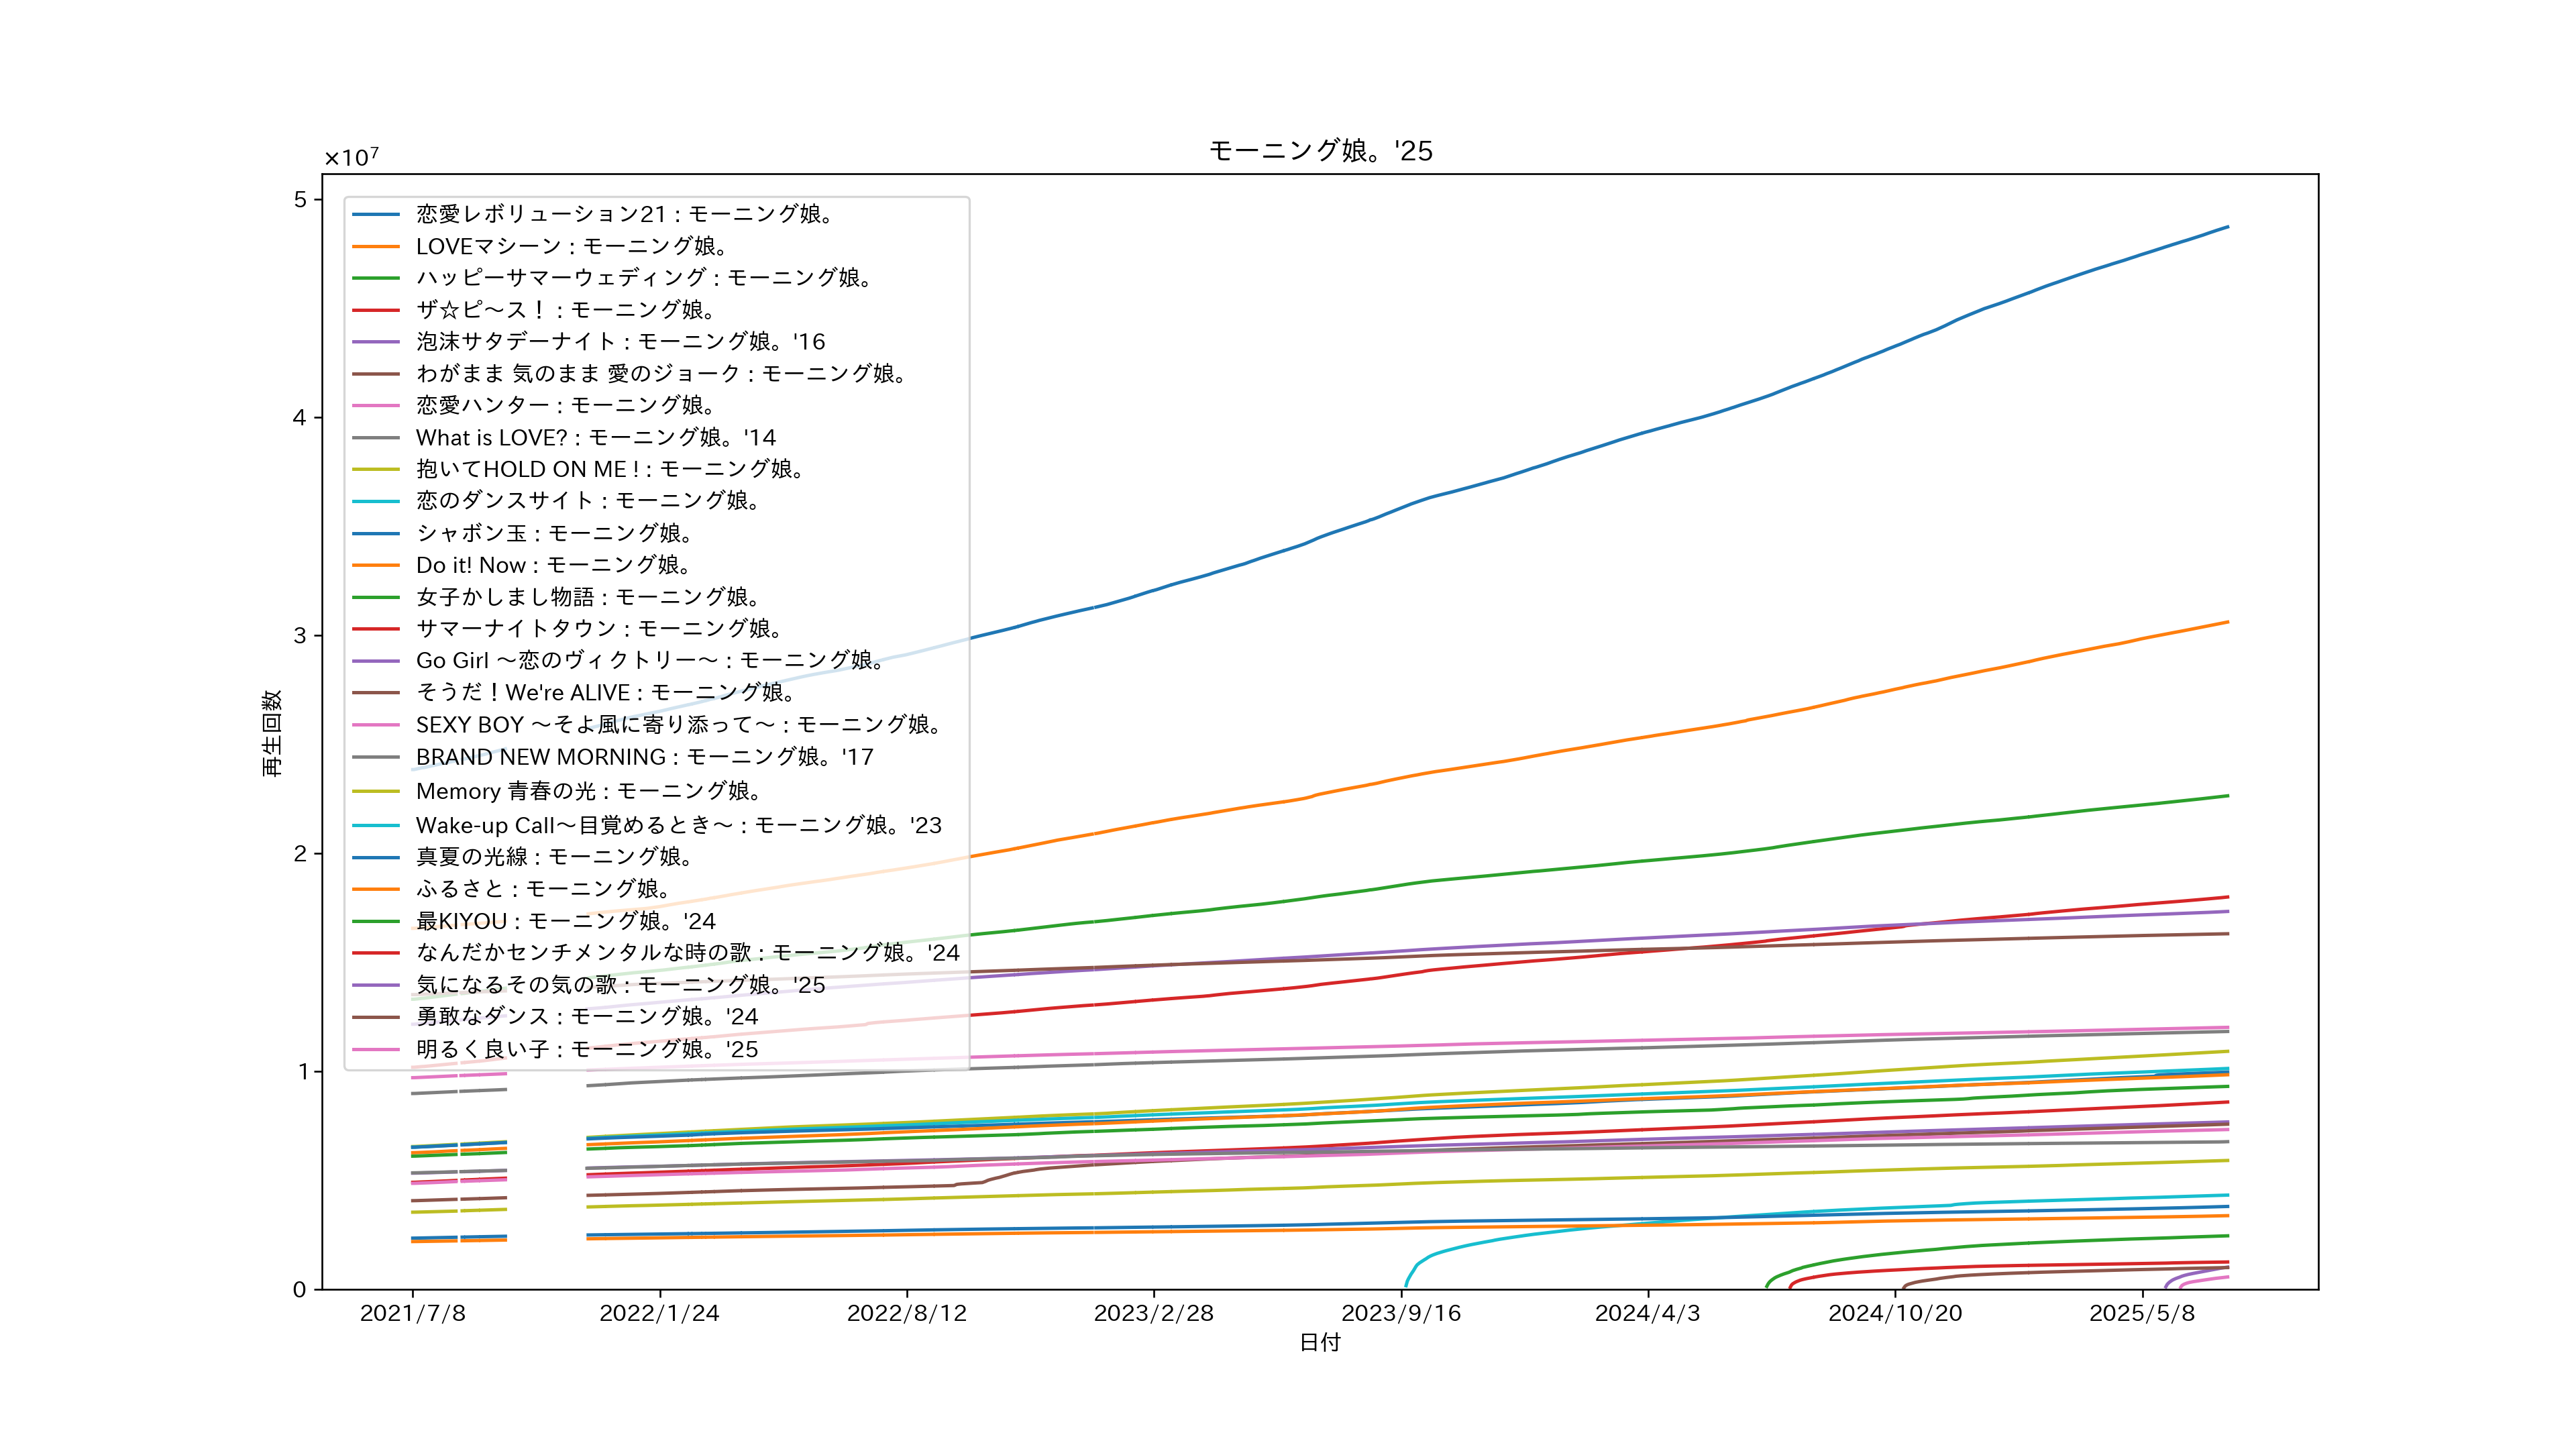 モーニング娘。'25
×10⁷
5
4
3
2
1
0
再生回数
恋愛レボリューション21 : モーニング娘。
LOVEマシーン : モーニング娘。
ハッピーサマーウェディング : モーニング娘。
ザ☆ピ〜ス！ : モーニング娘。
泡沫サタデーナイト : モーニング娘。'16
わがまま 気のまま 愛のジョーク : モーニング娘。
恋愛ハンター : モーニング娘。
What is LOVE? : モーニング娘。'14
抱いてHOLD ON ME ! : モーニング娘。
恋のダンスサイト : モーニング娘。
シャボン玉 : モーニング娘。
Do it! Now : モーニング娘。
女子かしまし物語 : モーニング娘。
サマーナイトタウン : モーニング娘。
Go Girl 〜恋のヴィクトリー〜 : モーニング娘。
そうだ！We're ALIVE : モーニング娘。
SEXY BOY 〜そよ風に寄り添って〜 : モーニング娘。
BRAND NEW MORNING : モーニング娘。'17
Memory 青春の光 : モーニング娘。
Wake-up Call〜目覚めるとき〜 : モーニング娘。'23
真夏の光線 : モーニング娘。
ふるさと : モーニング娘。
最KIYOU : モーニング娘。'24
なんだかセンチメンタルな時の歌 : モーニング娘。'24
気になるその気の歌 : モーニング娘。'25
勇敢なダンス : モーニング娘。'24
明るく良い子 : モーニング娘。'25
2021/7/8 2022/1/24 2022/8/12 2023/2/28 2023/9/16 2024/4/3 2024/10/20 2025/5/8
日付